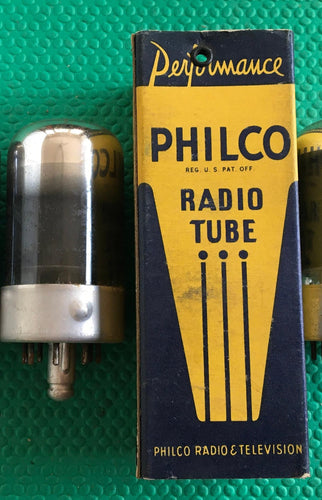 Performance
PHILCO
REG. U. S. PAT. OFF.
RADIO
TUBE
PHILCO RADIO & TELEVISION